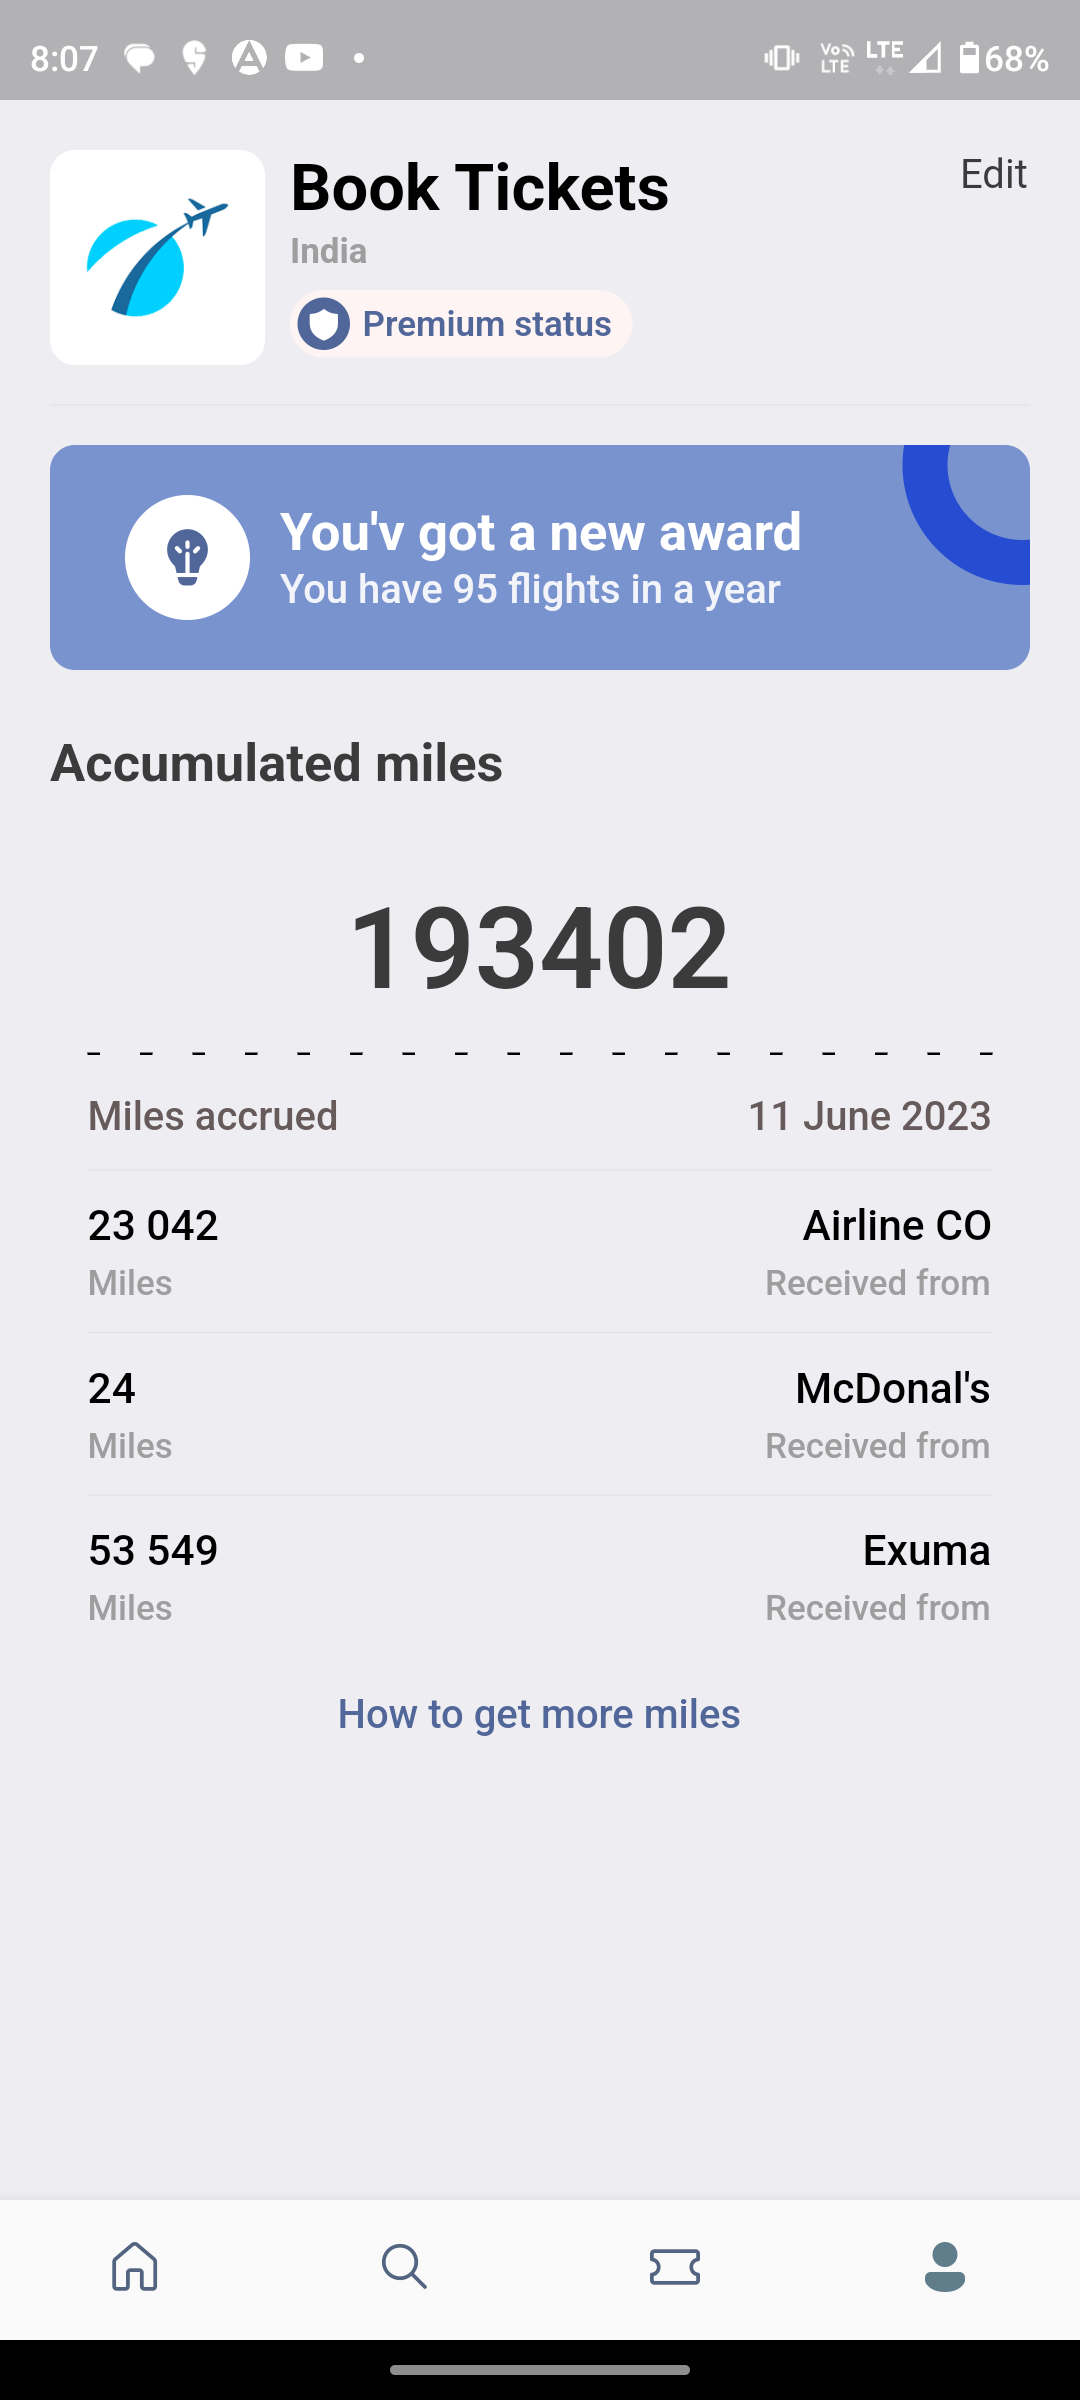 8:07 Vo LTE LTE 68%
Book Tickets
Edit
India
Premium status
You'v got a new award
You have 95 flights in a year
Accumulated miles
193402
Miles accrued 11 June 2023
23 042 Airline CO
Miles Received from
24 McDonal's
Miles Received from
53 549 Exuma
Miles Received from
How to get more miles